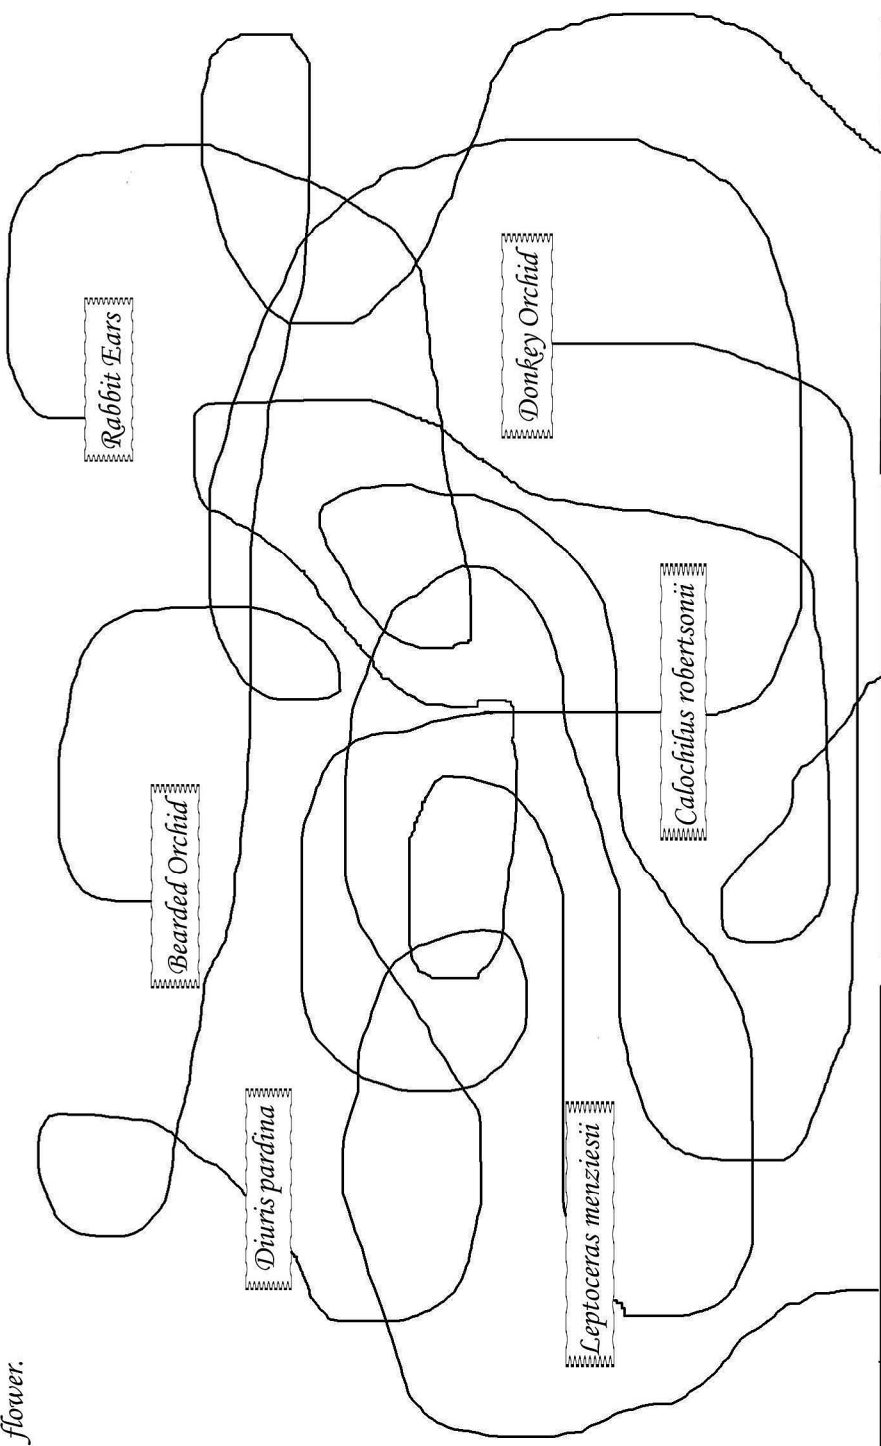 flower.
Diuris pardina
Leptoceras menziesii
Bearded Orchid
Calochilus robertsonii
Rabbit Ears
Donkey Orchid